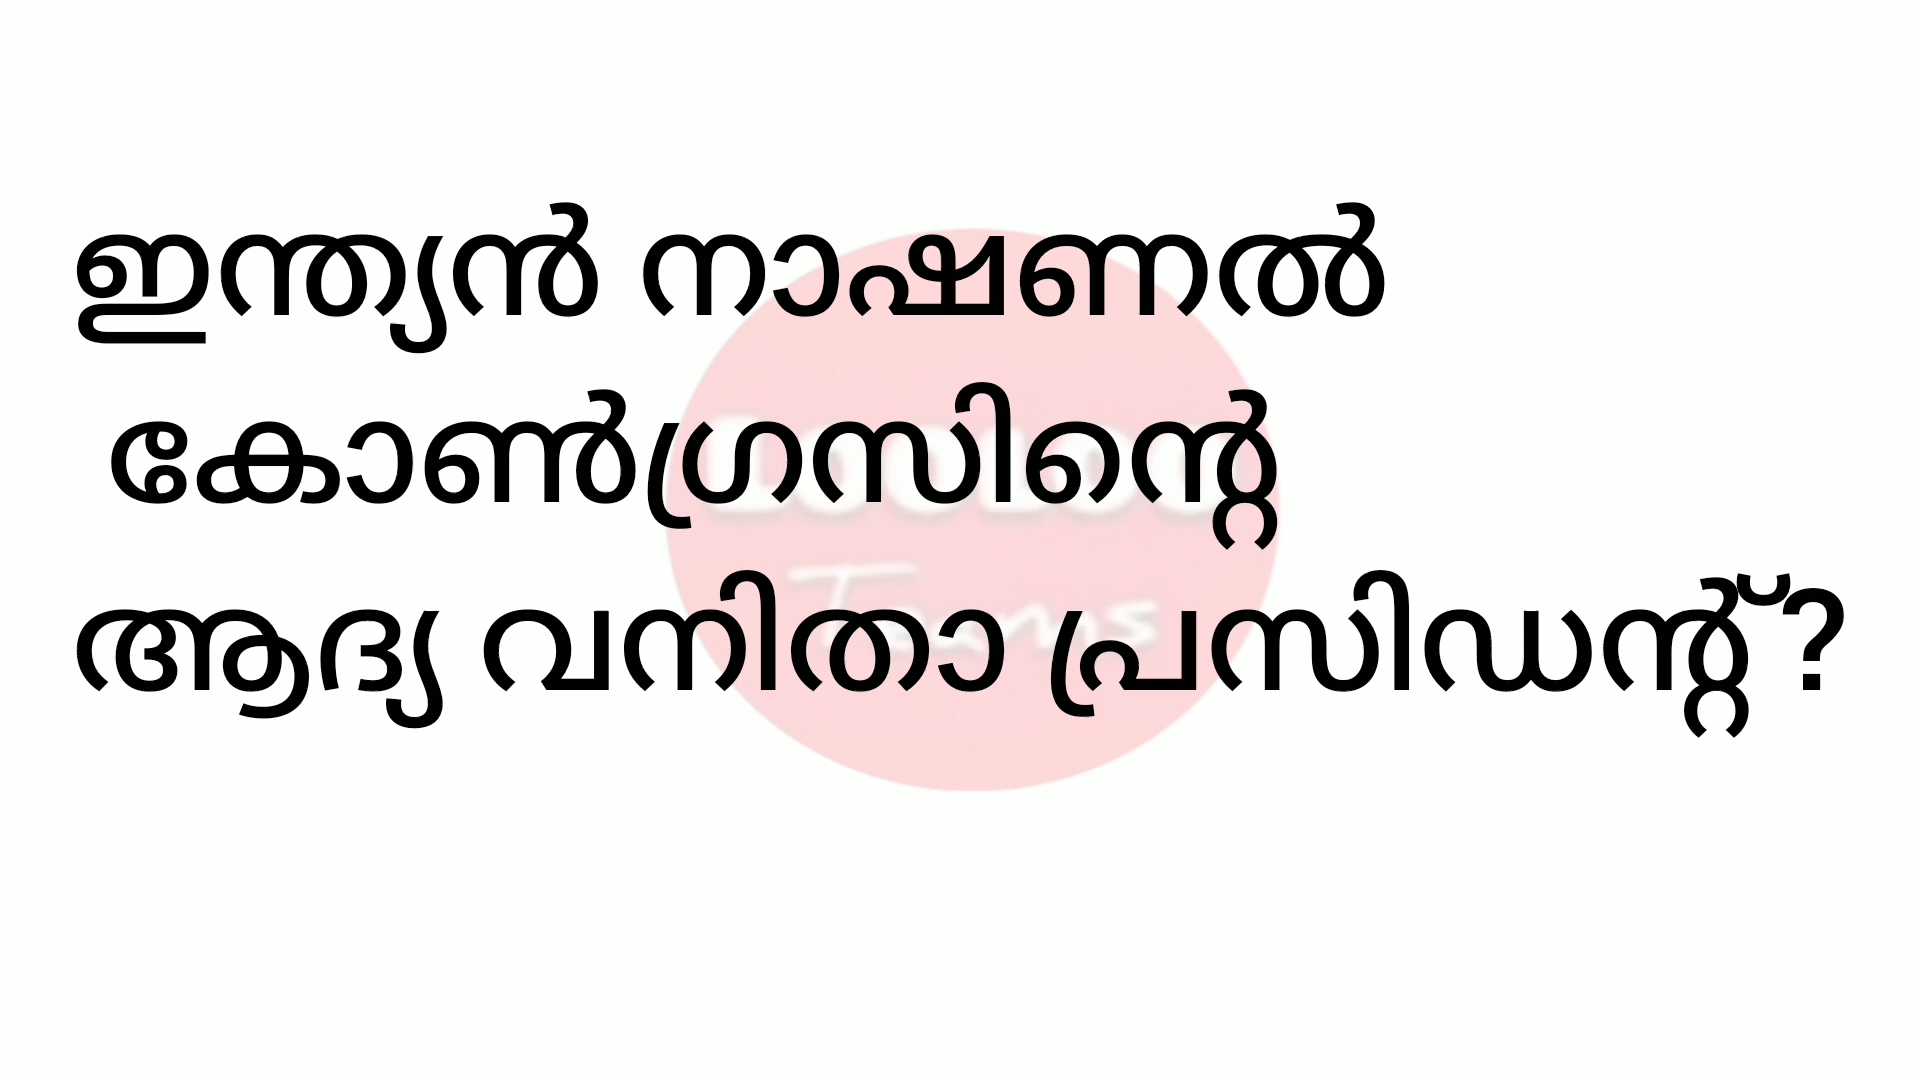 ഇന്ത്യൻ നാഷണൽ
കോൺഗ്രസിന്റെ
ആദ്യ വനിതാ പ്രസിഡന്റ്?